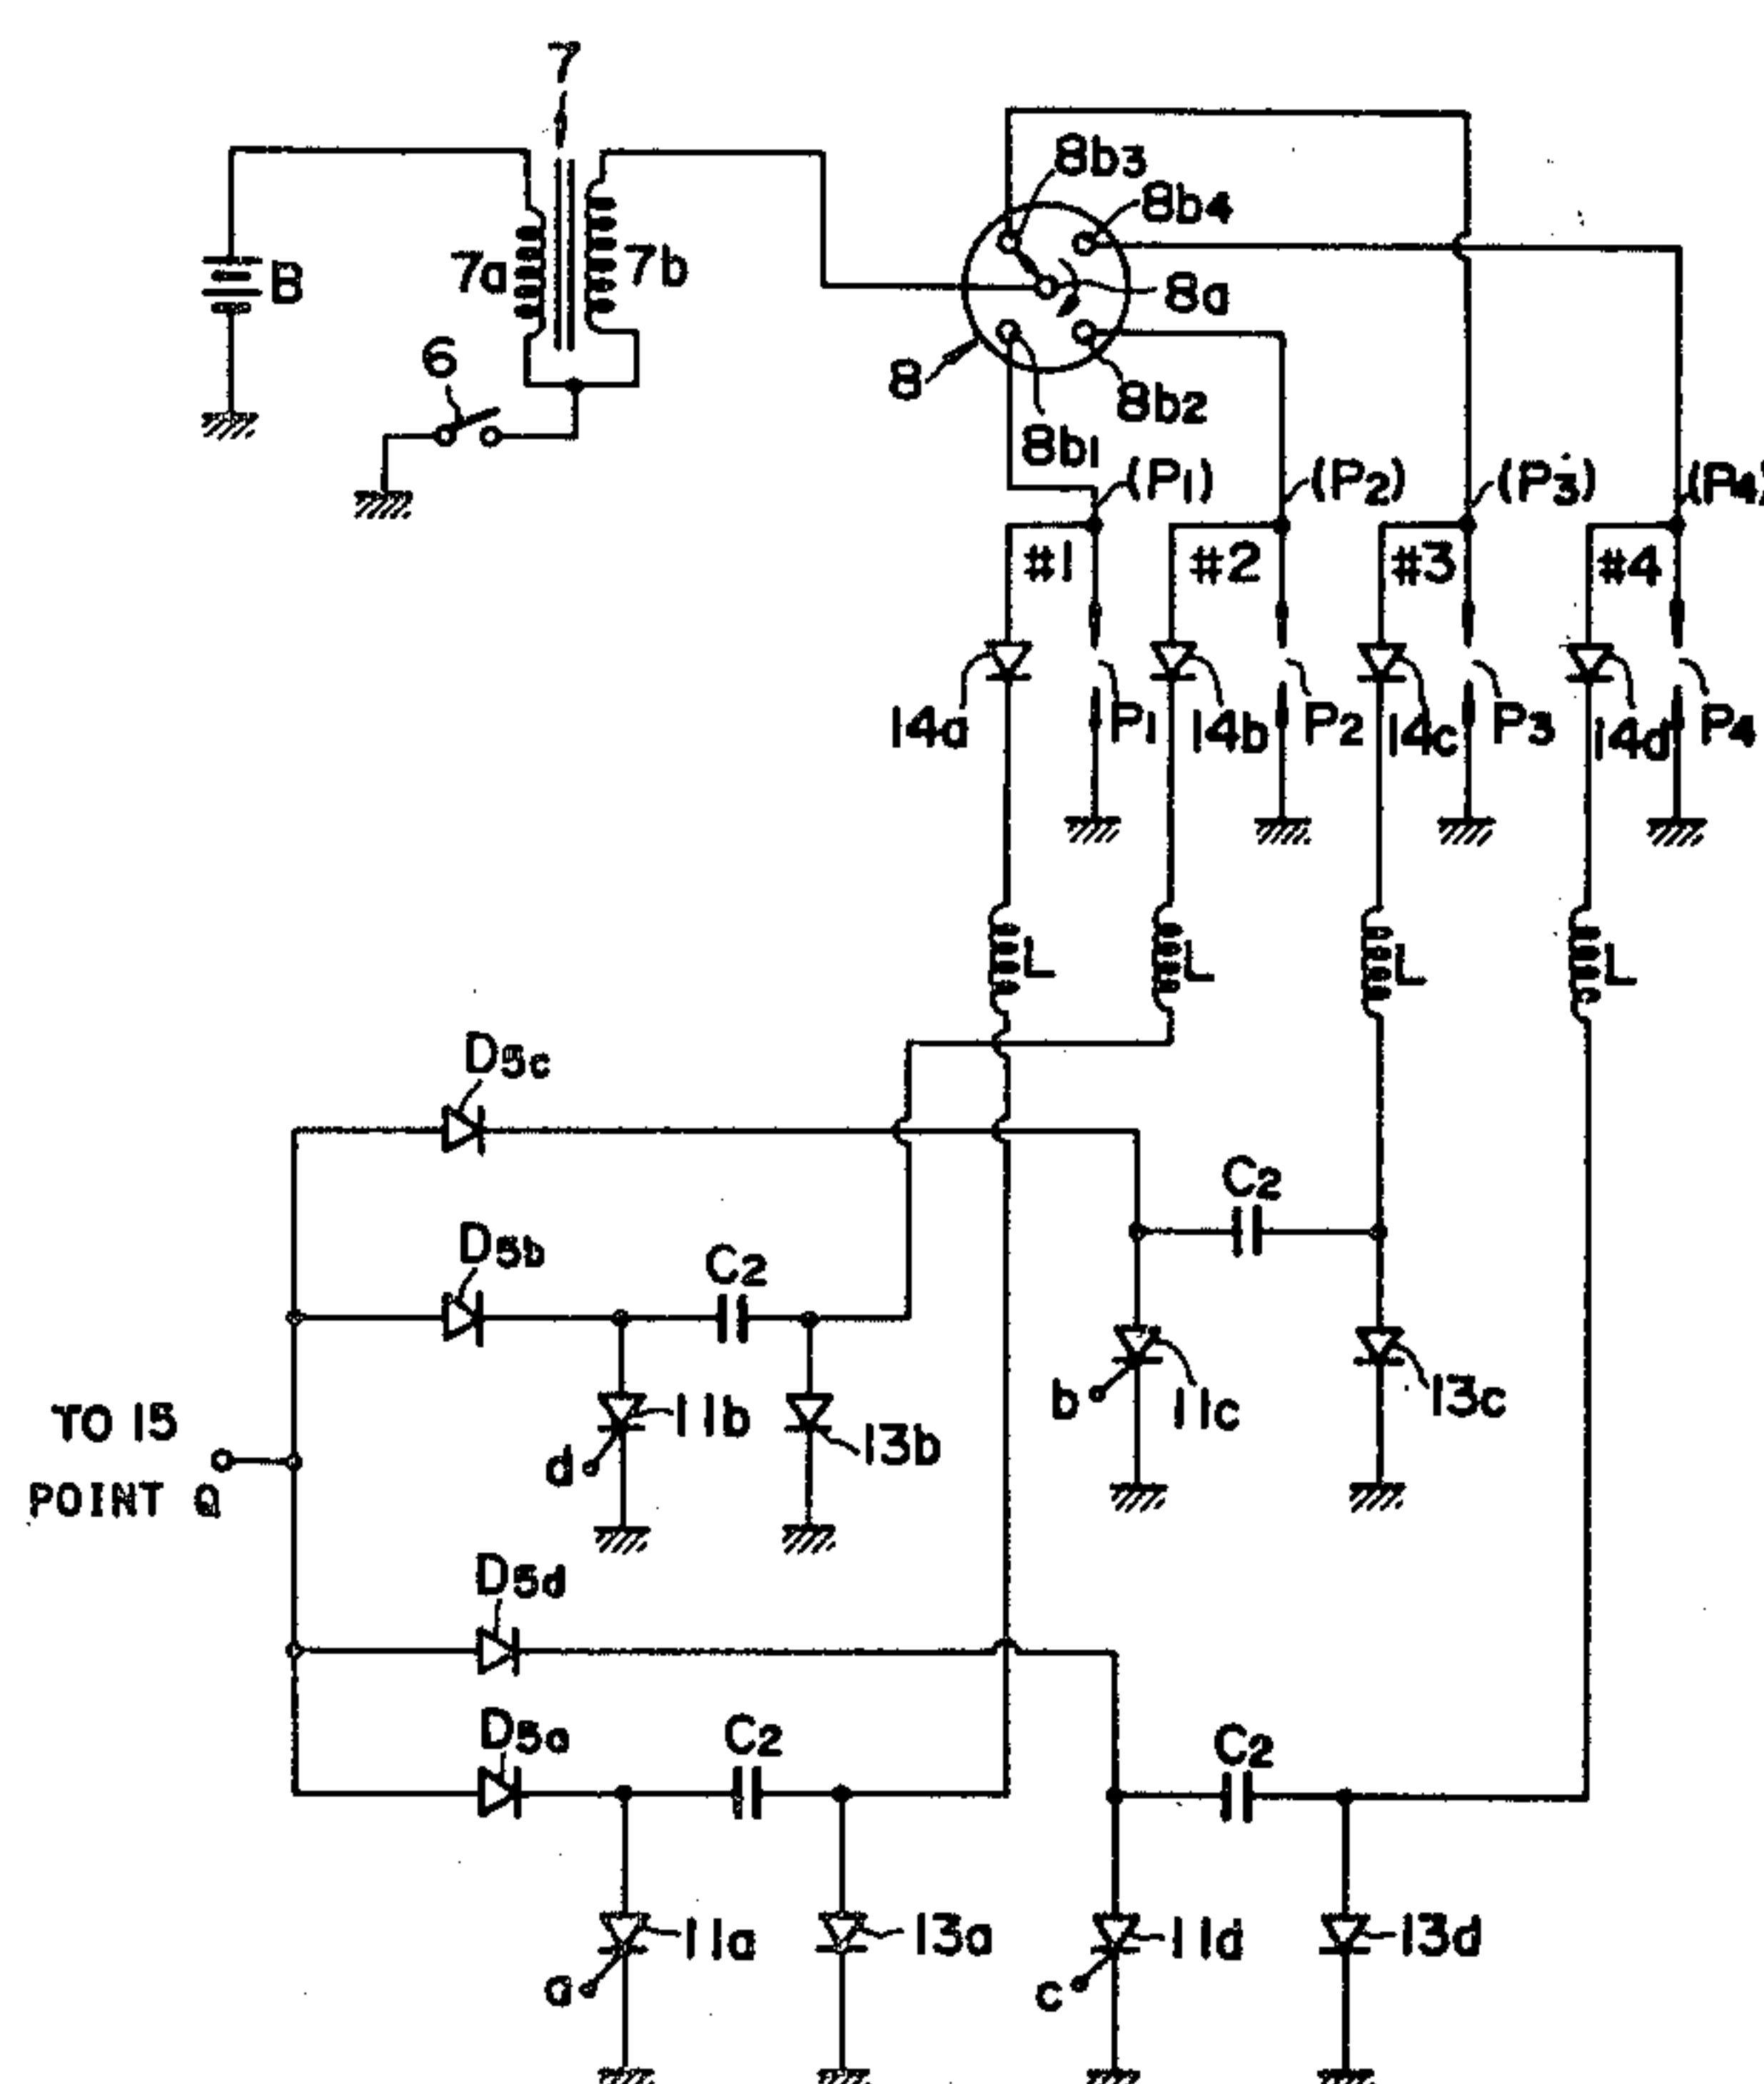 7
8b3
8b4
7a
7b
B
8a
6
8
8b2
8b1
(P1)
(P2)
(P3)
(P4)
#1
#2
#3
#4
14a
P1
14b
P2
14c
P3
14d
P4
L
L
L
L
D5c
C2
D5b
C2
b
11c
13c
TO 15
POINT Q
d
11b
13b
D5d
D5a
C2
C2
11a
13a
11d
13d
a
c